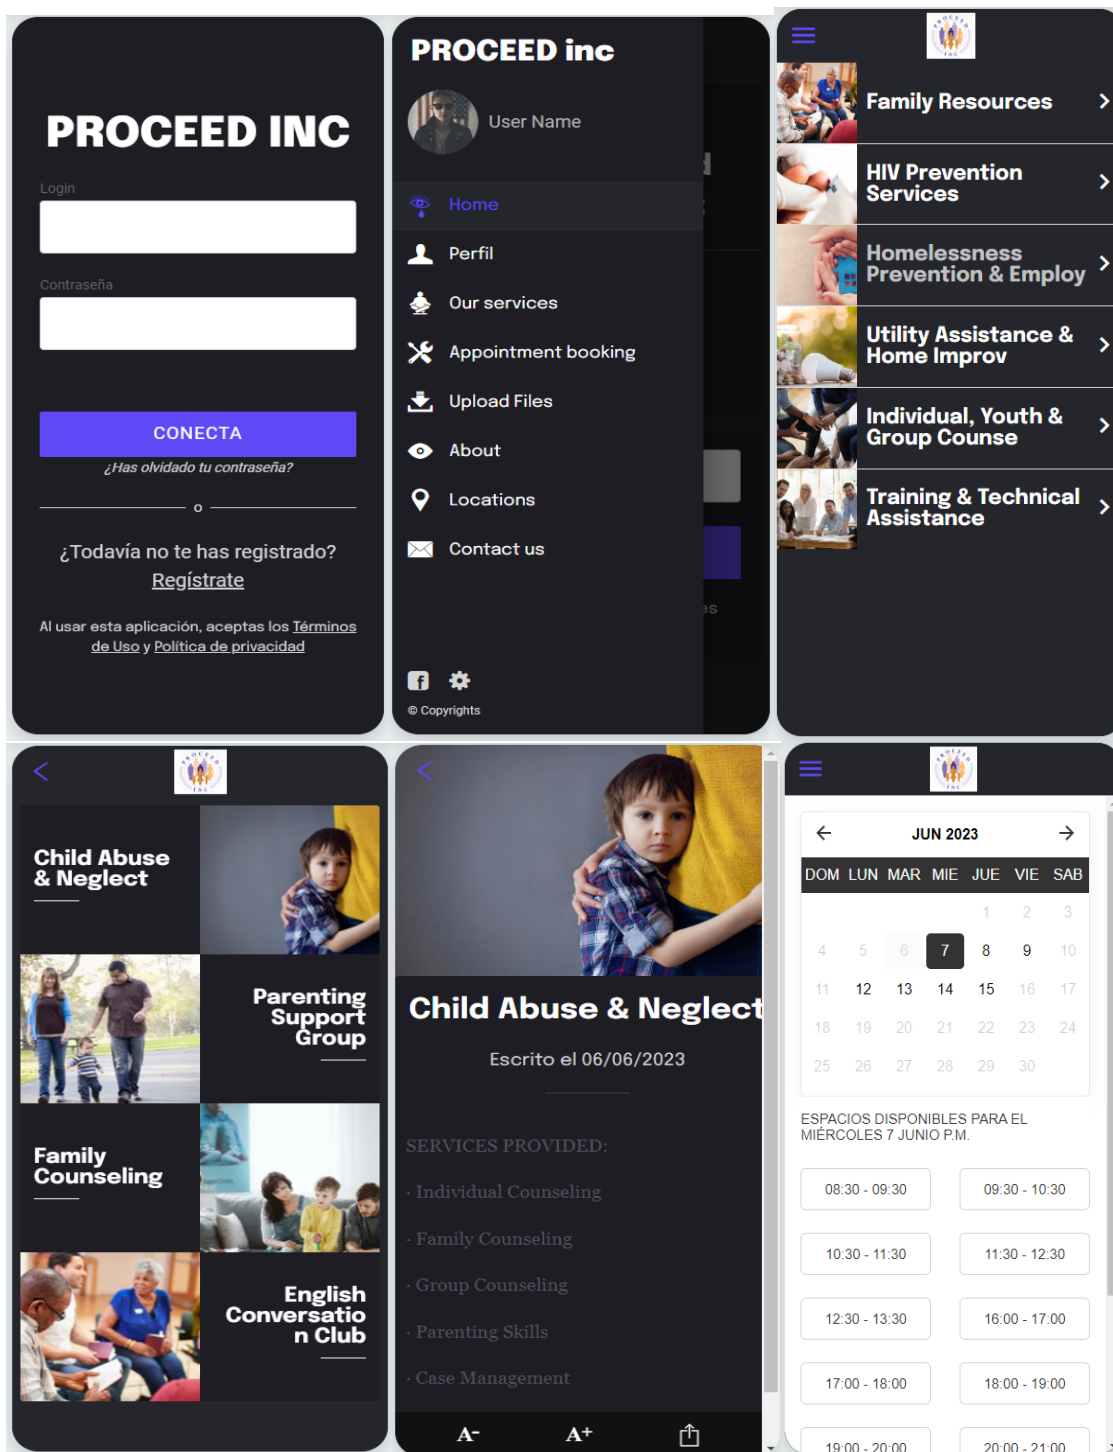 PROCEED INC
Login
Contraseña
CONECTA
¿Has olvidado tu contraseña?
o
¿Todavía no te has registrado?
Regístrate
Al usar esta aplicación, aceptas los Términos
de Uso y Política de privacidad
PROCEED inc
User Name
Home
Perfil
Our services
Appointment booking
Upload Files
About
Locations
Contact us
© Copyrights
PROCEED
INC
Family Resources
HIV Prevention
Services
Homelessness
Prevention & Employ
Utility Assistance &
Home Improv
Individual, Youth &
Group Counse
Training & Technical
Assistance
PROCEED
INC
Child Abuse
& Neglect
Parenting
Support
Group
Family
Counseling
English
Conversatio
n Club
Child Abuse & Neglect
Escrito el 06/06/2023
SERVICES PROVIDED:
· Individual Counseling
· Family Counseling
· Group Counseling
· Parenting Skills
· Case Management
A- A+
PROCEED
INC
JUN 2023
DOM LUN MAR MIE JUE VIE SAB
1 2 3
4 5 6 7 8 9 10
11 12 13 14 15 16 17
18 19 20 21 22 23 24
25 26 27 28 29 30
ESPACIOS DISPONIBLES PARA EL
MIÉRCOLES 7 JUNIO P.M.
08:30 - 09:30 09:30 - 10:30
10:30 - 11:30 11:30 - 12:30
12:30 - 13:30 16:00 - 17:00
17:00 - 18:00 18:00 - 19:00
19:00 - 20:00 20:00 - 21:00